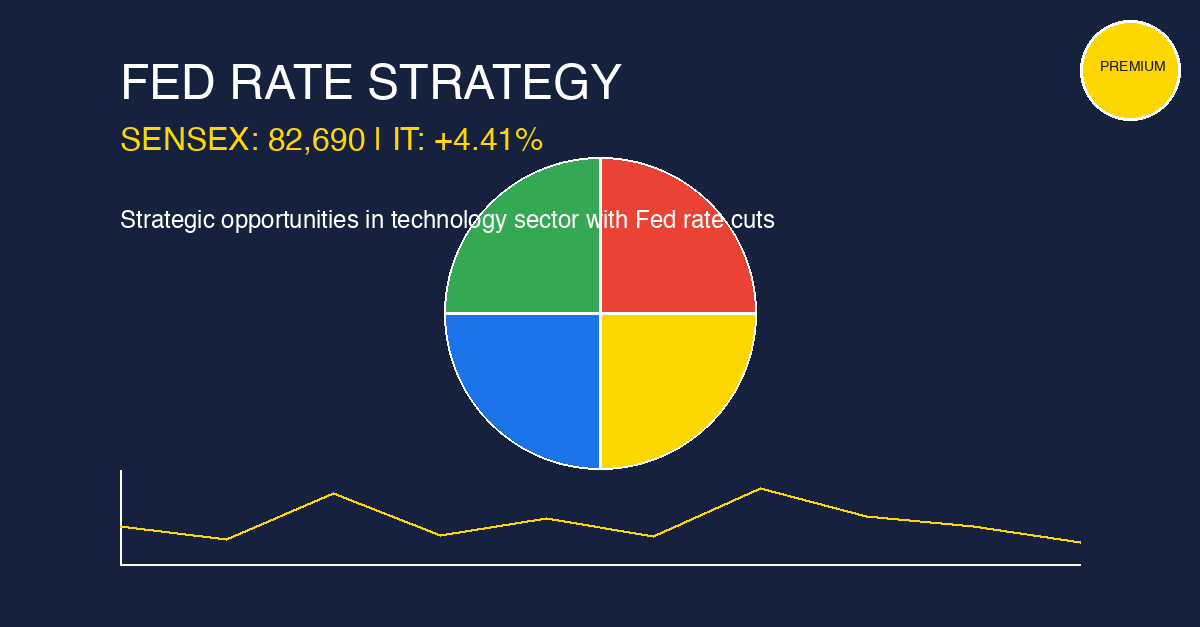 FED RATE STRATEGY
PREMIUM
SENSEX: 82,690 | IT: +4.41%
Strategic opportunities in technology sector with Fed rate cuts